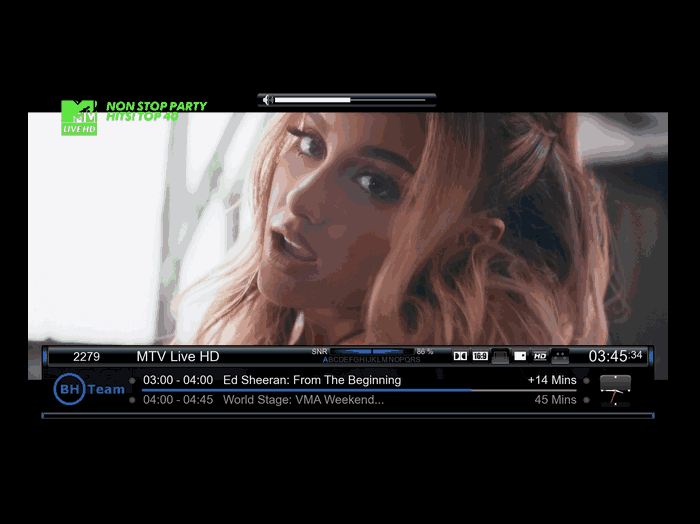 NON STOP PARTY
HITS! TOP 40
MTV
LIVE HD
2279
MTV Live HD
SNR
86 %
ABCDEFGHIJKLMNOPQRS
16:9
HD
03:45:34
BH Team
03:00 - 04:00 Ed Sheeran: From The Beginning +14 Mins
04:00 - 04:45 World Stage: VMA Weekend... 45 Mins